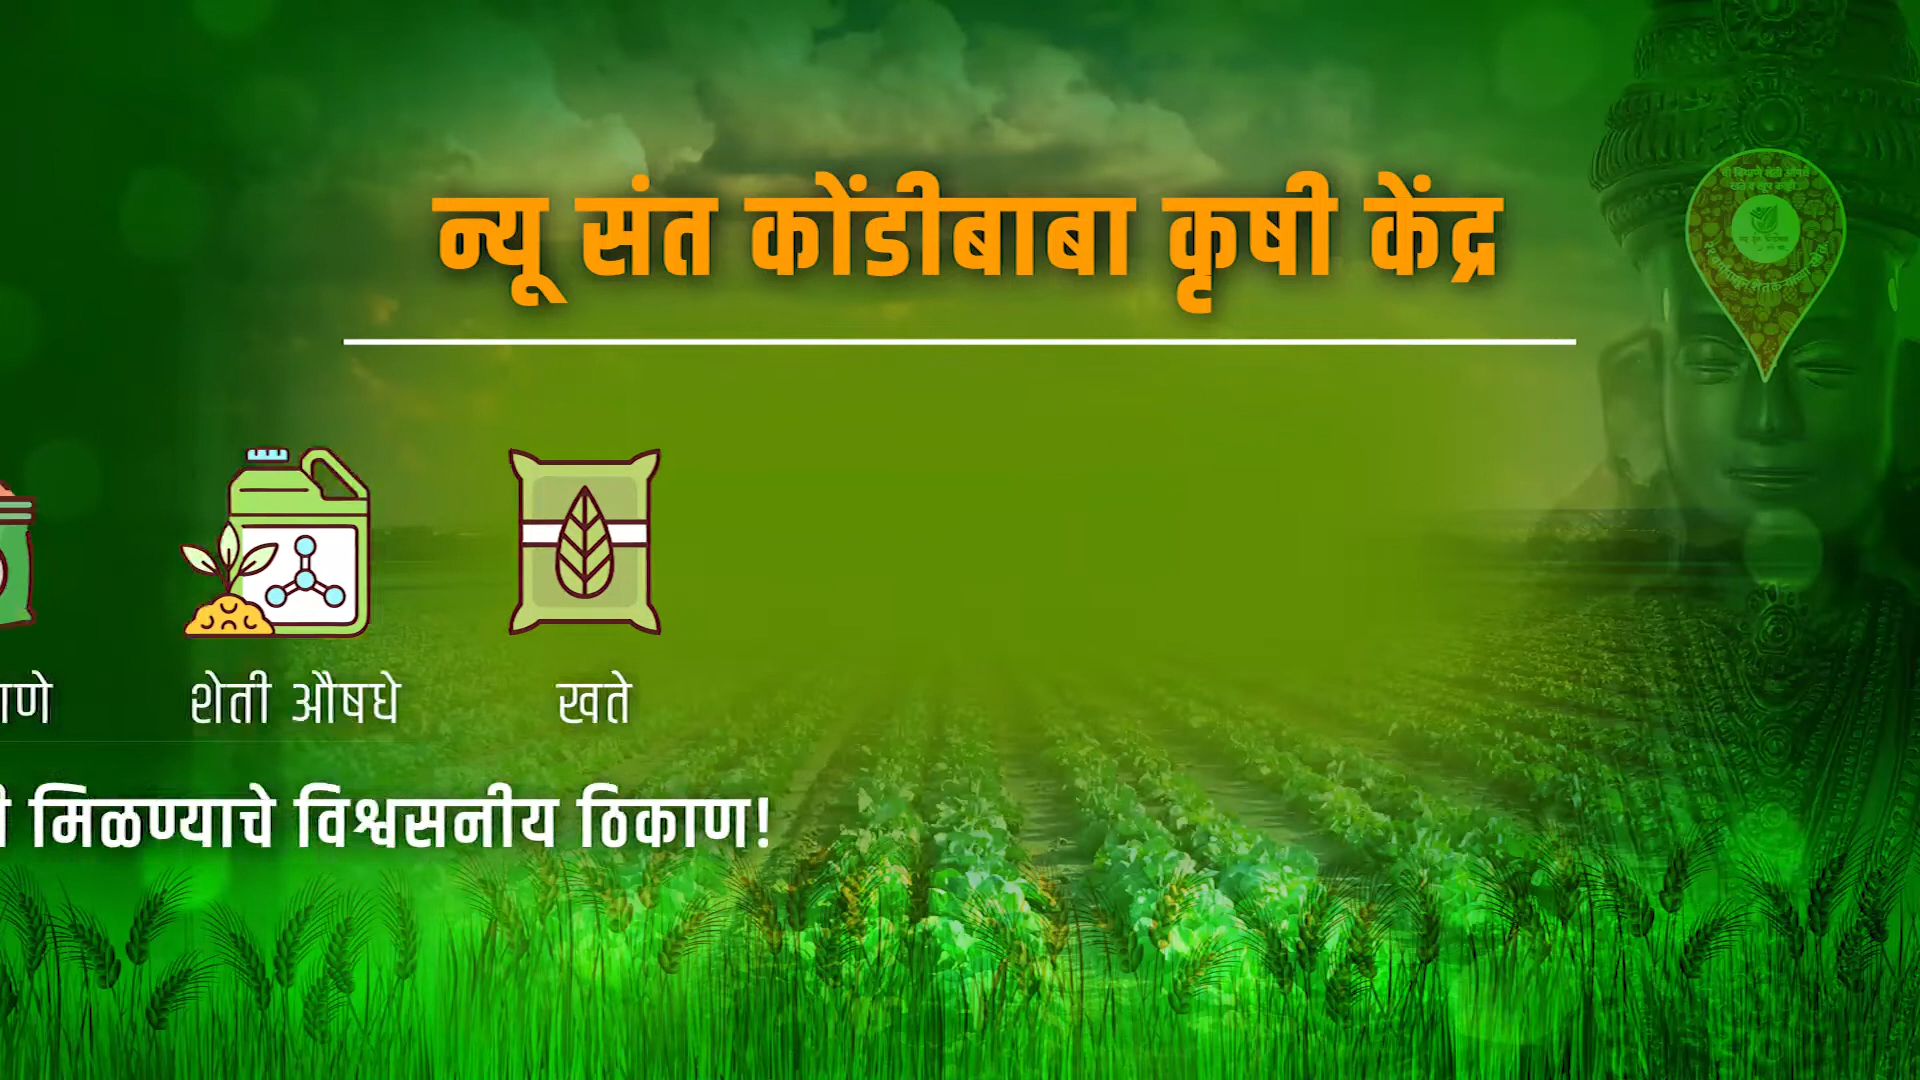 न्यू संत कोंडीबाबा कृषी केंद्र
शेती औषधे
खते
मिळण्याचे विश्वसनीय ठिकाण!